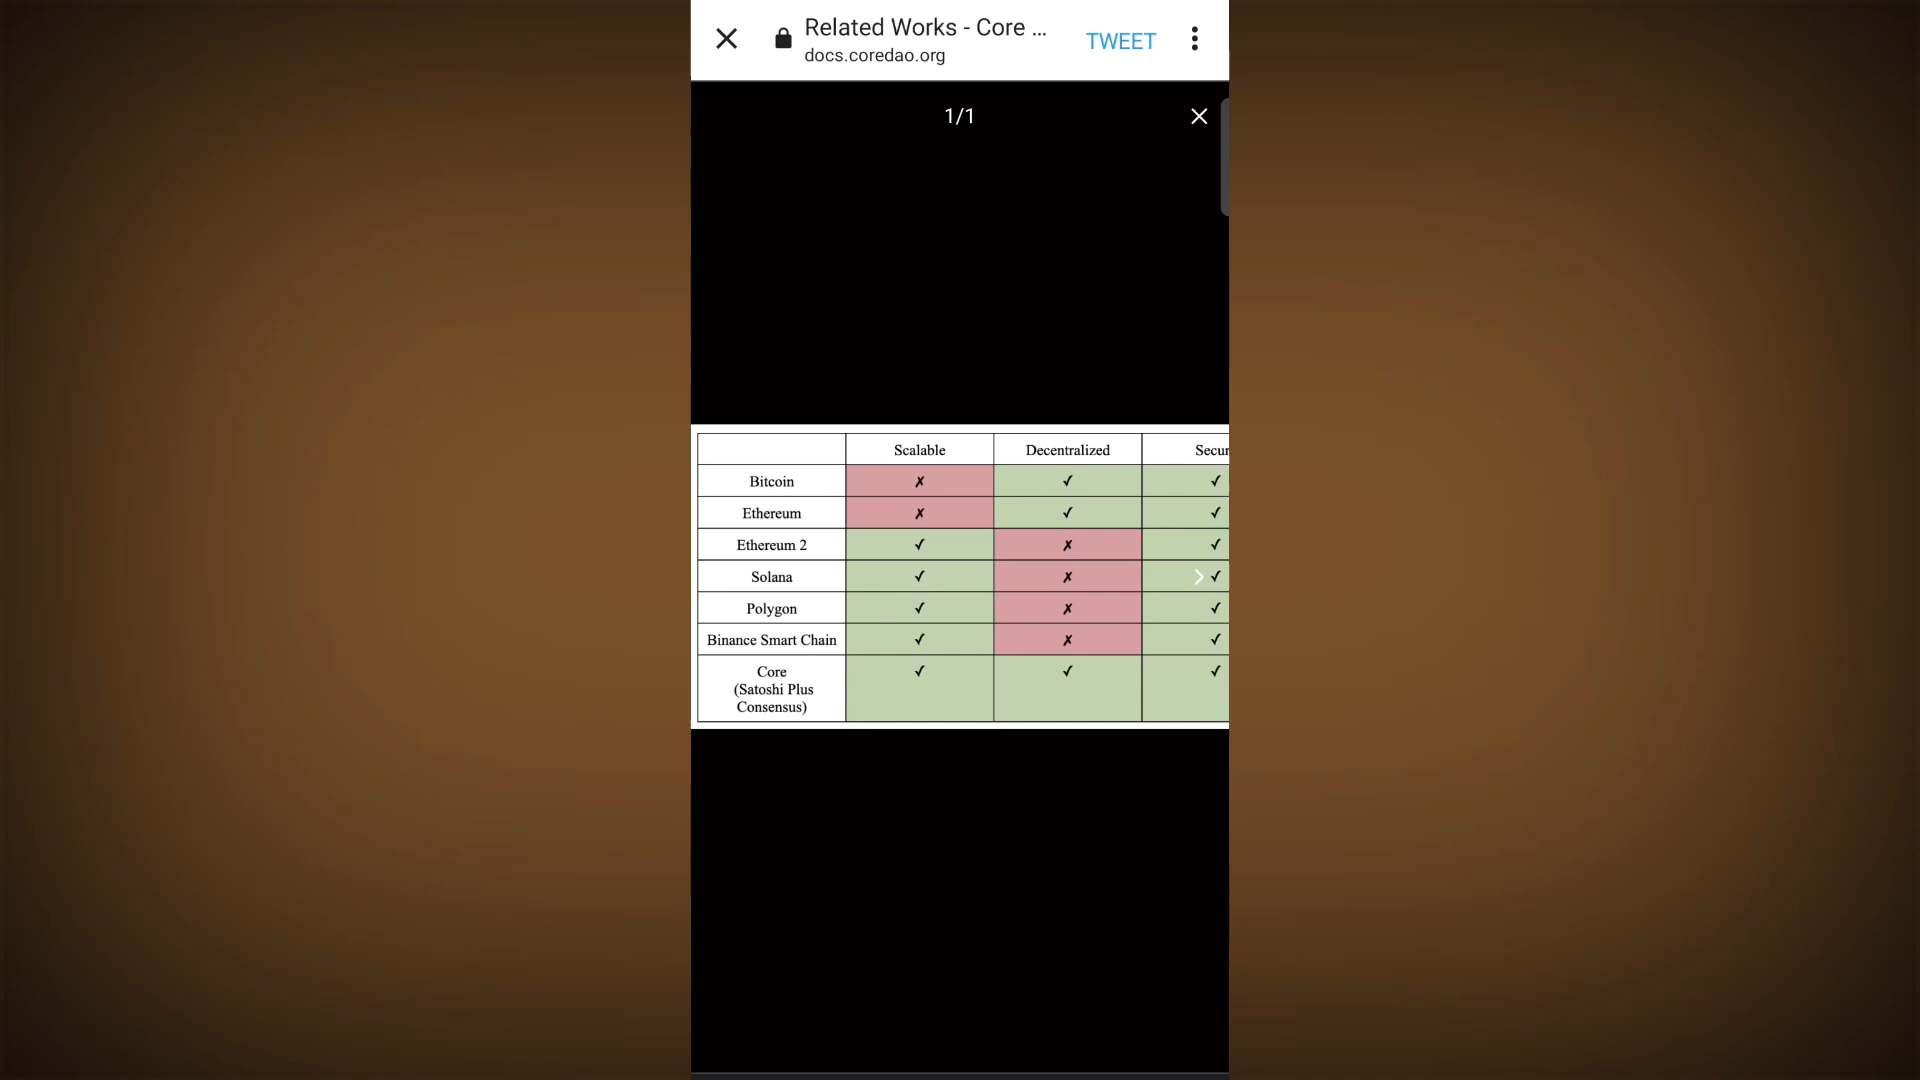 Related Works - Core ...
TWEET
docs.coredao.org
1/1
Scalable Decentralized Secur
Bitcoin ✗ ✓ ✓
Ethereum ✗ ✓ ✓
Ethereum 2 ✓ ✗ ✓
Solana ✓ ✗ ✓
Polygon ✓ ✗ ✓
Binance Smart Chain ✓ ✗ ✓
Core ✓ ✓ ✓
(Satoshi Plus
Consensus)